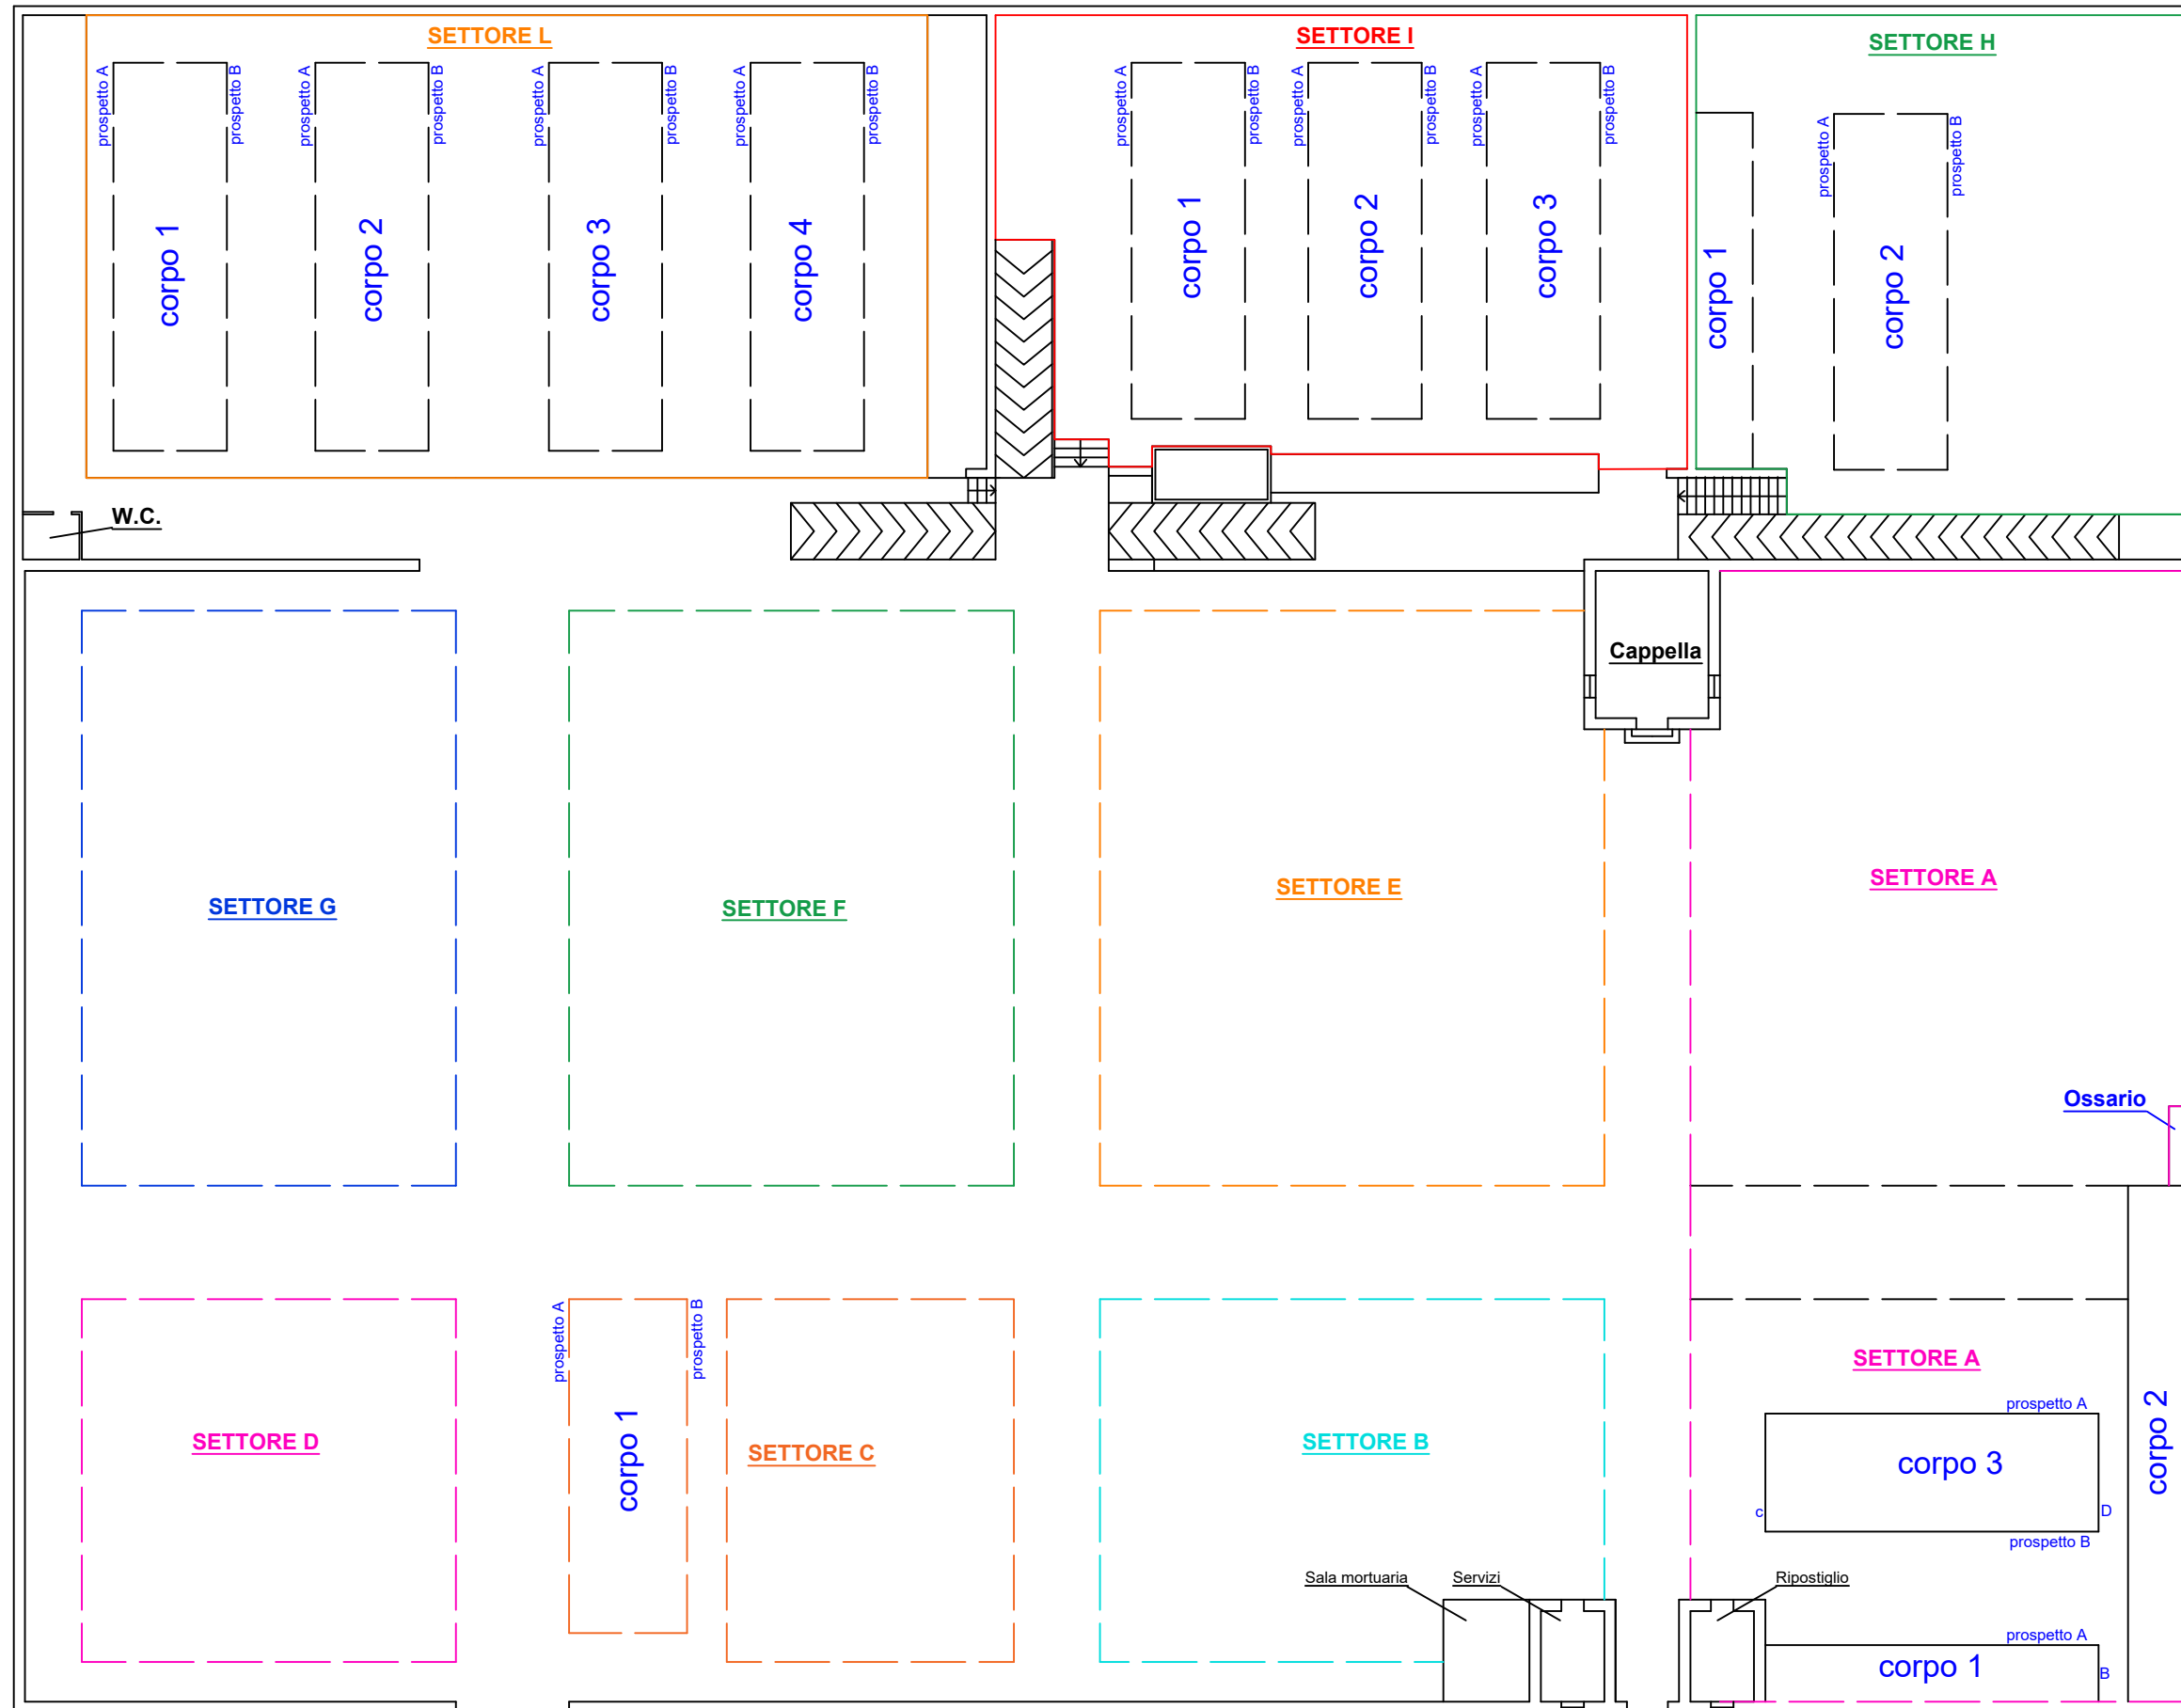 SETTORE L
SETTORE I
SETTORE H
prospetto A
prospetto B
prospetto A
prospetto B
prospetto A
prospetto B
prospetto A
prospetto B
prospetto A
prospetto B
prospetto A
prospetto B
prospetto A
prospetto B
prospetto A
prospetto B
corpo 1
corpo 2
corpo 3
corpo 4
corpo 1
corpo 2
corpo 3
corpo 1
corpo 2
W.C.
Cappella
SETTORE G
SETTORE F
SETTORE E
SETTORE A
Ossario
prospetto A
prospetto B
SETTORE A
SETTORE D
corpo 1
SETTORE C
SETTORE B
prospetto A
corpo 3
corpo 2
c
D
prospetto B
Sala mortuaria
Servizi
Ripostiglio
prospetto A
corpo 1
B